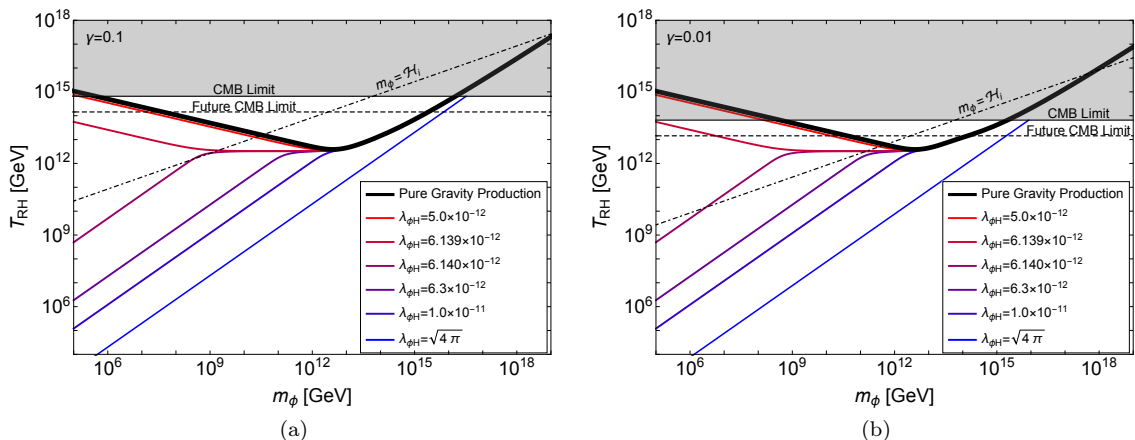 γ=0.1
CMB Limit
Future CMB Limit
m_ϕ=ℋ_i
10^18
10^15
10^12
10^9
10^6
T_RH [GeV]
Pure Gravity Production
λ_ϕH=5.0×10^-12
λ_ϕH=6.139×10^-12
λ_ϕH=6.140×10^-12
λ_ϕH=6.3×10^-12
λ_ϕH=1.0×10^-11
λ_ϕH=√4 π
10^6 10^9 10^12 10^15 10^18
m_ϕ [GeV]
(a)
γ=0.01
m_ϕ=ℋ_i
CMB Limit
Future CMB Limit
10^18
10^15
10^12
10^9
10^6
T_RH [GeV]
Pure Gravity Production
λ_ϕH=5.0×10^-12
λ_ϕH=6.139×10^-12
λ_ϕH=6.140×10^-12
λ_ϕH=6.3×10^-12
λ_ϕH=1.0×10^-11
λ_ϕH=√4 π
10^6 10^9 10^12 10^15 10^18
m_ϕ [GeV]
(b)